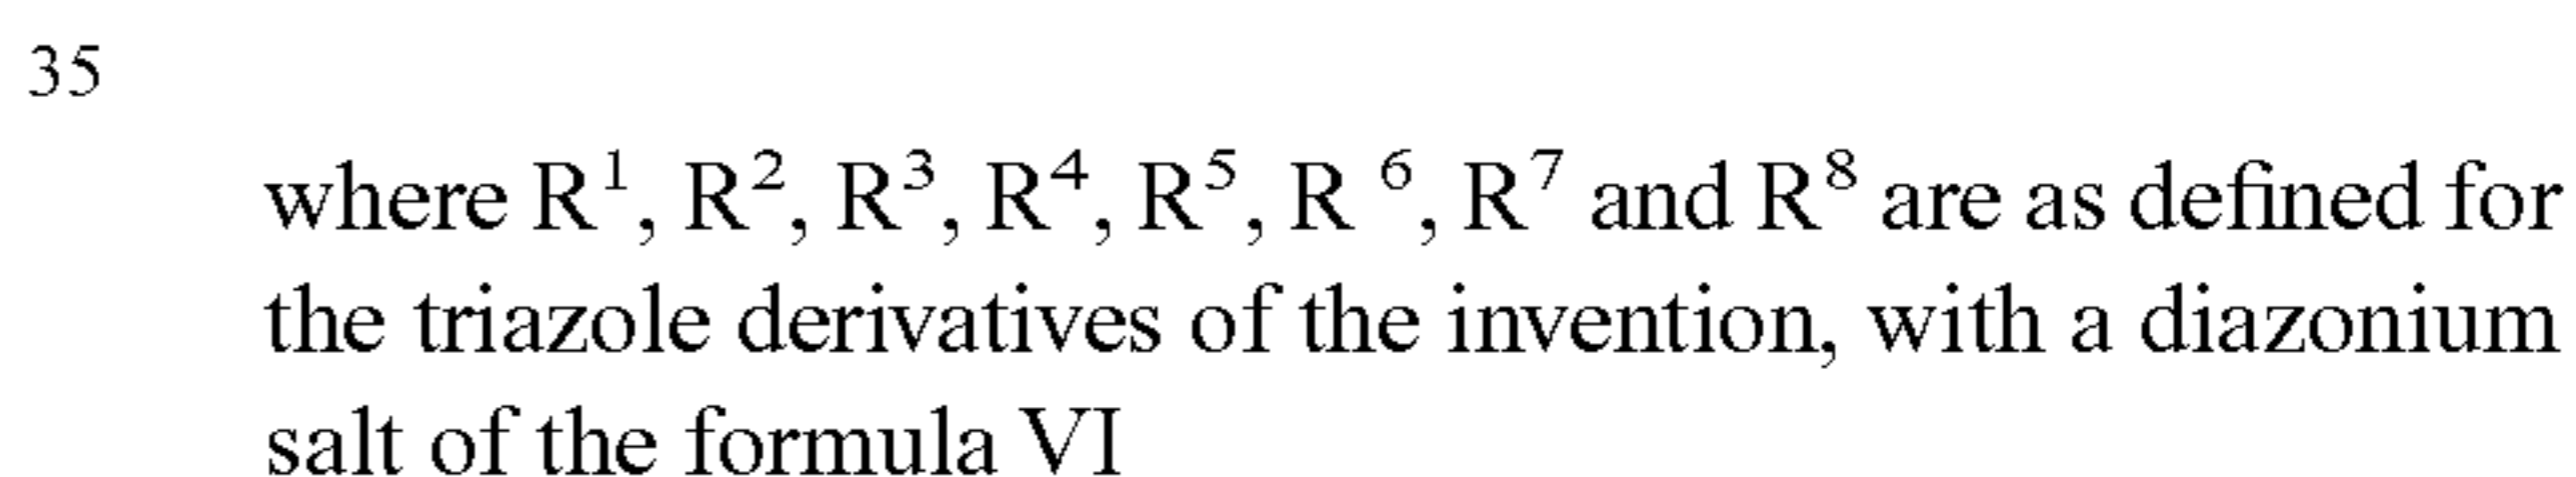 35
where R¹, R², R³, R⁴, R⁵, R ⁶, R⁷ and R⁸ are as defined for
the triazole derivatives of the invention, with a diazonium
salt of the formula VI